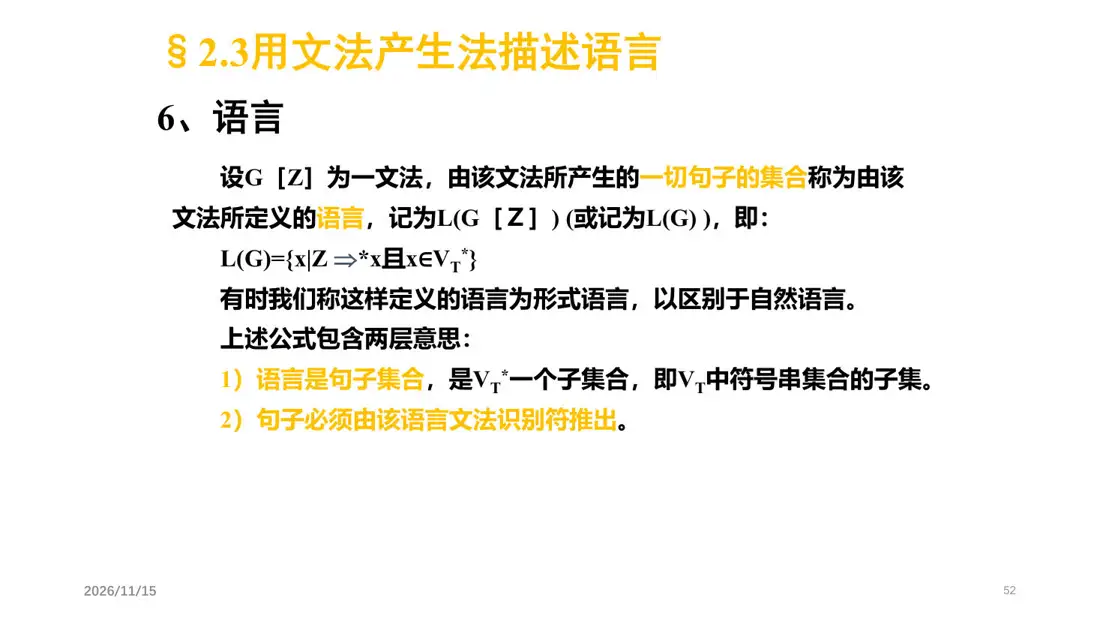 §2.3用文法产生法描述语言
6、语言
设G［Z］为一文法，由该文法所产生的一切句子的集合称为由该
文法所定义的语言，记为L(G［Z］) (或记为L(G) )，即：
L(G)={x|Z ⇒*x且x∈V_T^*}
有时我们称这样定义的语言为形式语言，以区别于自然语言。
上述公式包含两层意思：
1）语言是句子集合，是V_T^*一个子集合，即V_T中符号串集合的子集。
2）句子必须由该语言文法识别符推出。
2026/11/15
52